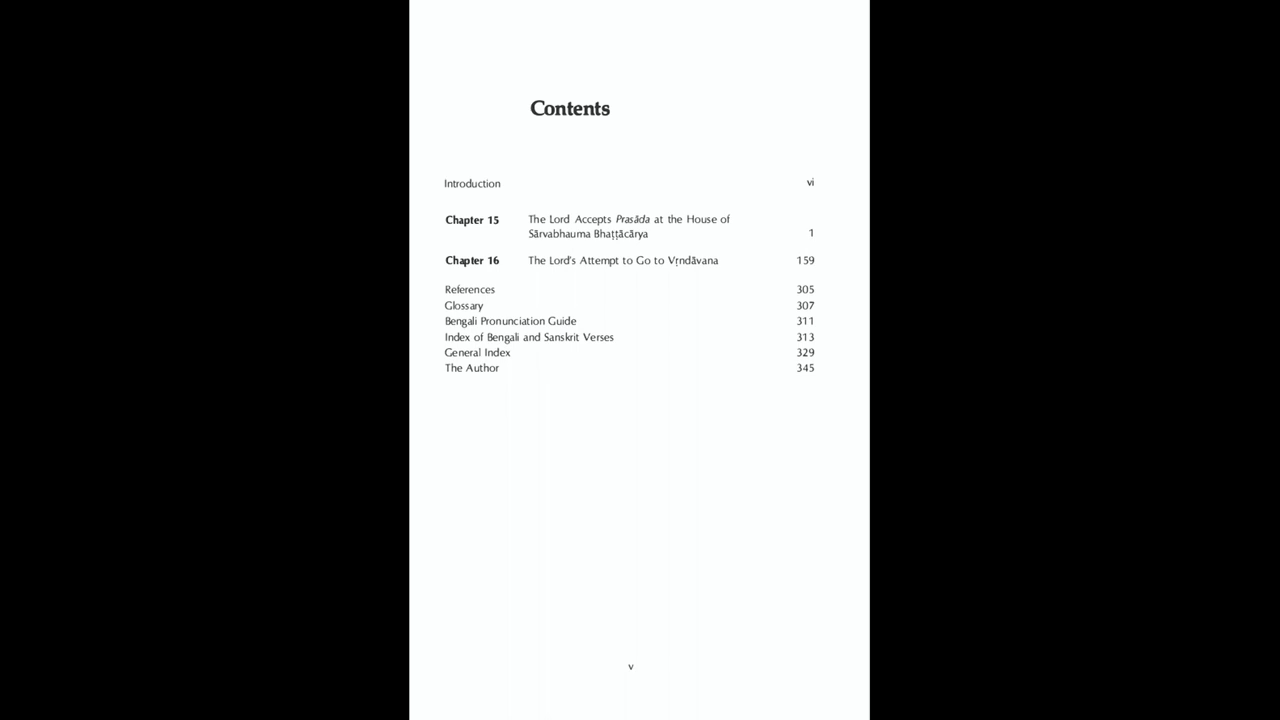 Contents
Introduction vi
Chapter 15 The Lord Accepts Prasāda at the House of
Sārvabhauma Bhaṭṭācārya 1
Chapter 16 The Lord's Attempt to Go to Vṛndāvana 159
References 305
Glossary 307
Bengali Pronunciation Guide 311
Index of Bengali and Sanskrit Verses 313
General Index 329
The Author 345
v